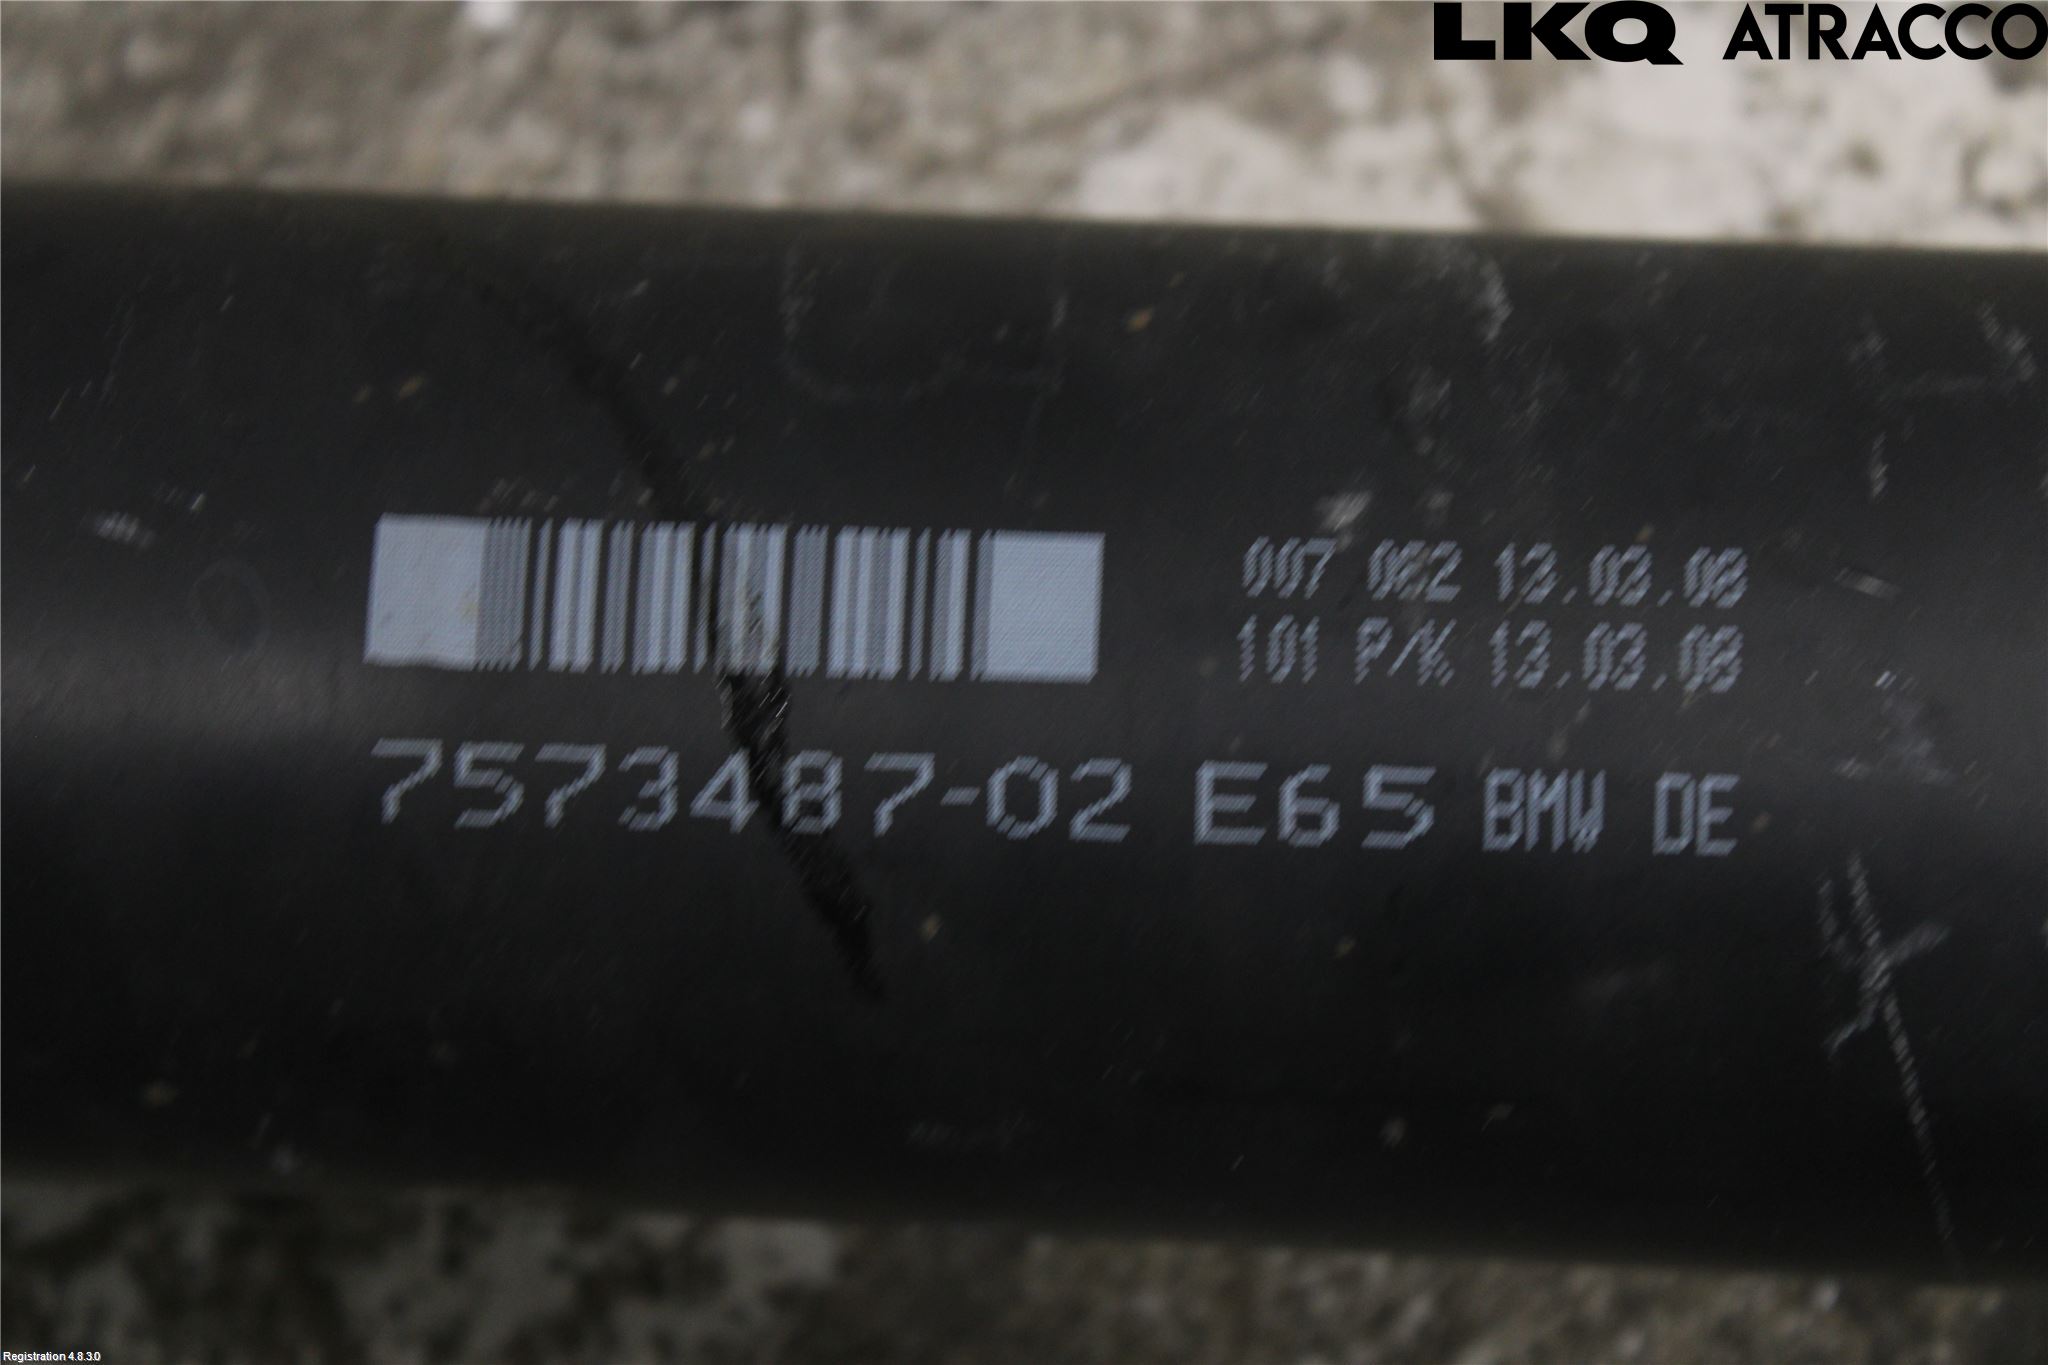 LKQ ATRACCO
007 082 13.03.08
101 P/K 13.03.08
7573487-02 E65 BMW DE
Registration 4.8.3.0